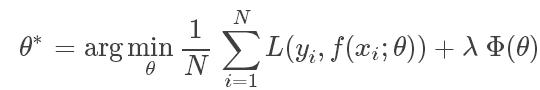 θ* = arg min_θ 1/N ∑_{i=1}^{N} L(y_i, f(x_i; θ)) + λ Φ(θ)